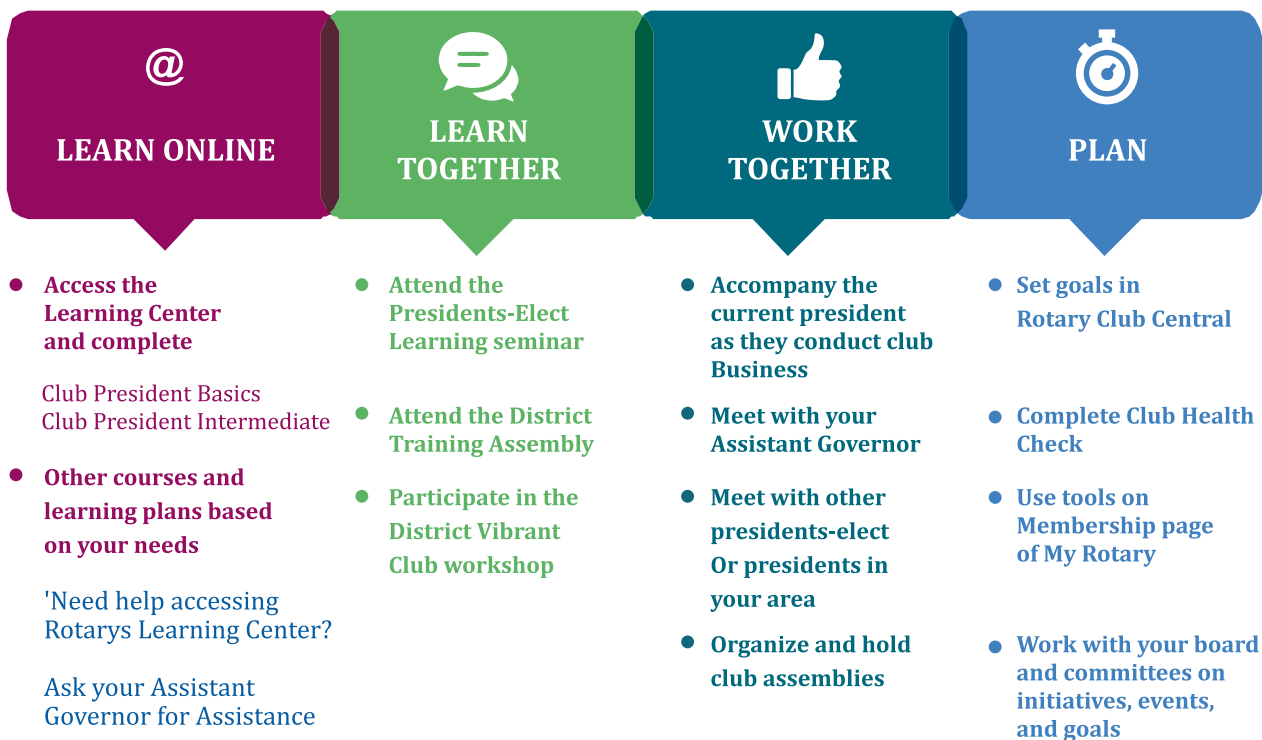 @
LEARN ONLINE
Access the
Learning Center
and complete
Club President Basics
Club President Intermediate
Other courses and
learning plans based
on your needs
'Need help accessing
Rotarys Learning Center?
Ask your Assistant
Governor for Assistance
LEARN
TOGETHER
Attend the
Presidents-Elect
Learning seminar
Attend the District
Training Assembly
Participate in the
District Vibrant
Club workshop
WORK
TOGETHER
Accompany the
current president
as they conduct club
Business
Meet with your
Assistant Governor
Meet with other
presidents-elect
Or presidents in
your area
Organize and hold
club assemblies
PLAN
Set goals in
Rotary Club Central
Complete Club Health
Check
Use tools on
Membership page
of My Rotary
Work with your board
and committees on
initiatives, events,
and goals